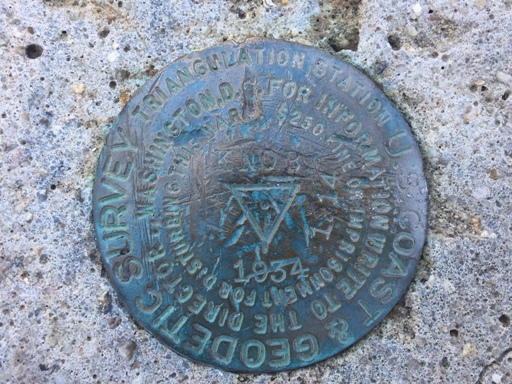 U S COAST & GEODETIC SURVEY
TRIANGULATION STATION
FOR INFORMATION WRITE TO THE DIRECTOR, WASHINGTON, D.C.
$250 FINE OR IMPRISONMENT FOR DISTURBING THIS MARK
1934